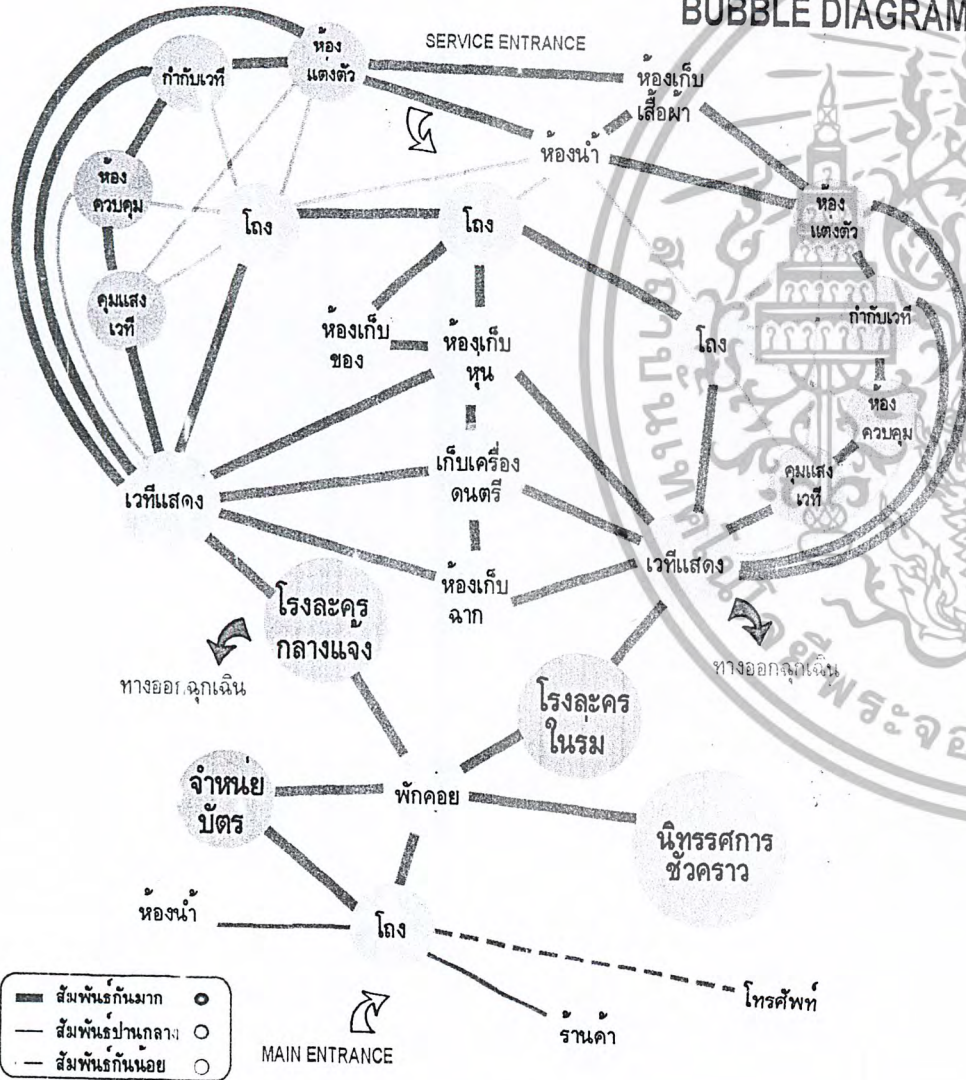 BUBBLE DIAGRAM
SERVICE ENTRANCE
ห้อง
แต่งตัว
กำกับเวที
ห้องเก็บ
เสื้อผ้า
ห้องน้ำ
ห้อง
ควบคุม
ห้อง
แต่งตัว
โถง
โถง
คุมแสง
เวที
ห้องเก็บ
ของ
ห้องเก็บ
หุ่น
โถง
กำกับเวที
ห้อง
ควบคุม
เวทีแสดง
เก็บเครื่อง
ดนตรี
คุมแสง
เวที
เวทีแสดง
ห้องเก็บ
ฉาก
โรงละคร
กลางแจ้ง
ทางออกฉุกเฉิน
ทางออกฉุกเฉิน
โรงละคร
ในร่ม
จำหน่าย
บัตร
พักคอย
นิทรรศการ
ชั่วคราว
ห้องน้ำ
โถง
โทรศัพท์
ร้านค้า
MAIN ENTRANCE
สัมพันธ์กันมาก
สัมพันธ์ปานกลาง
สัมพันธ์กันน้อย